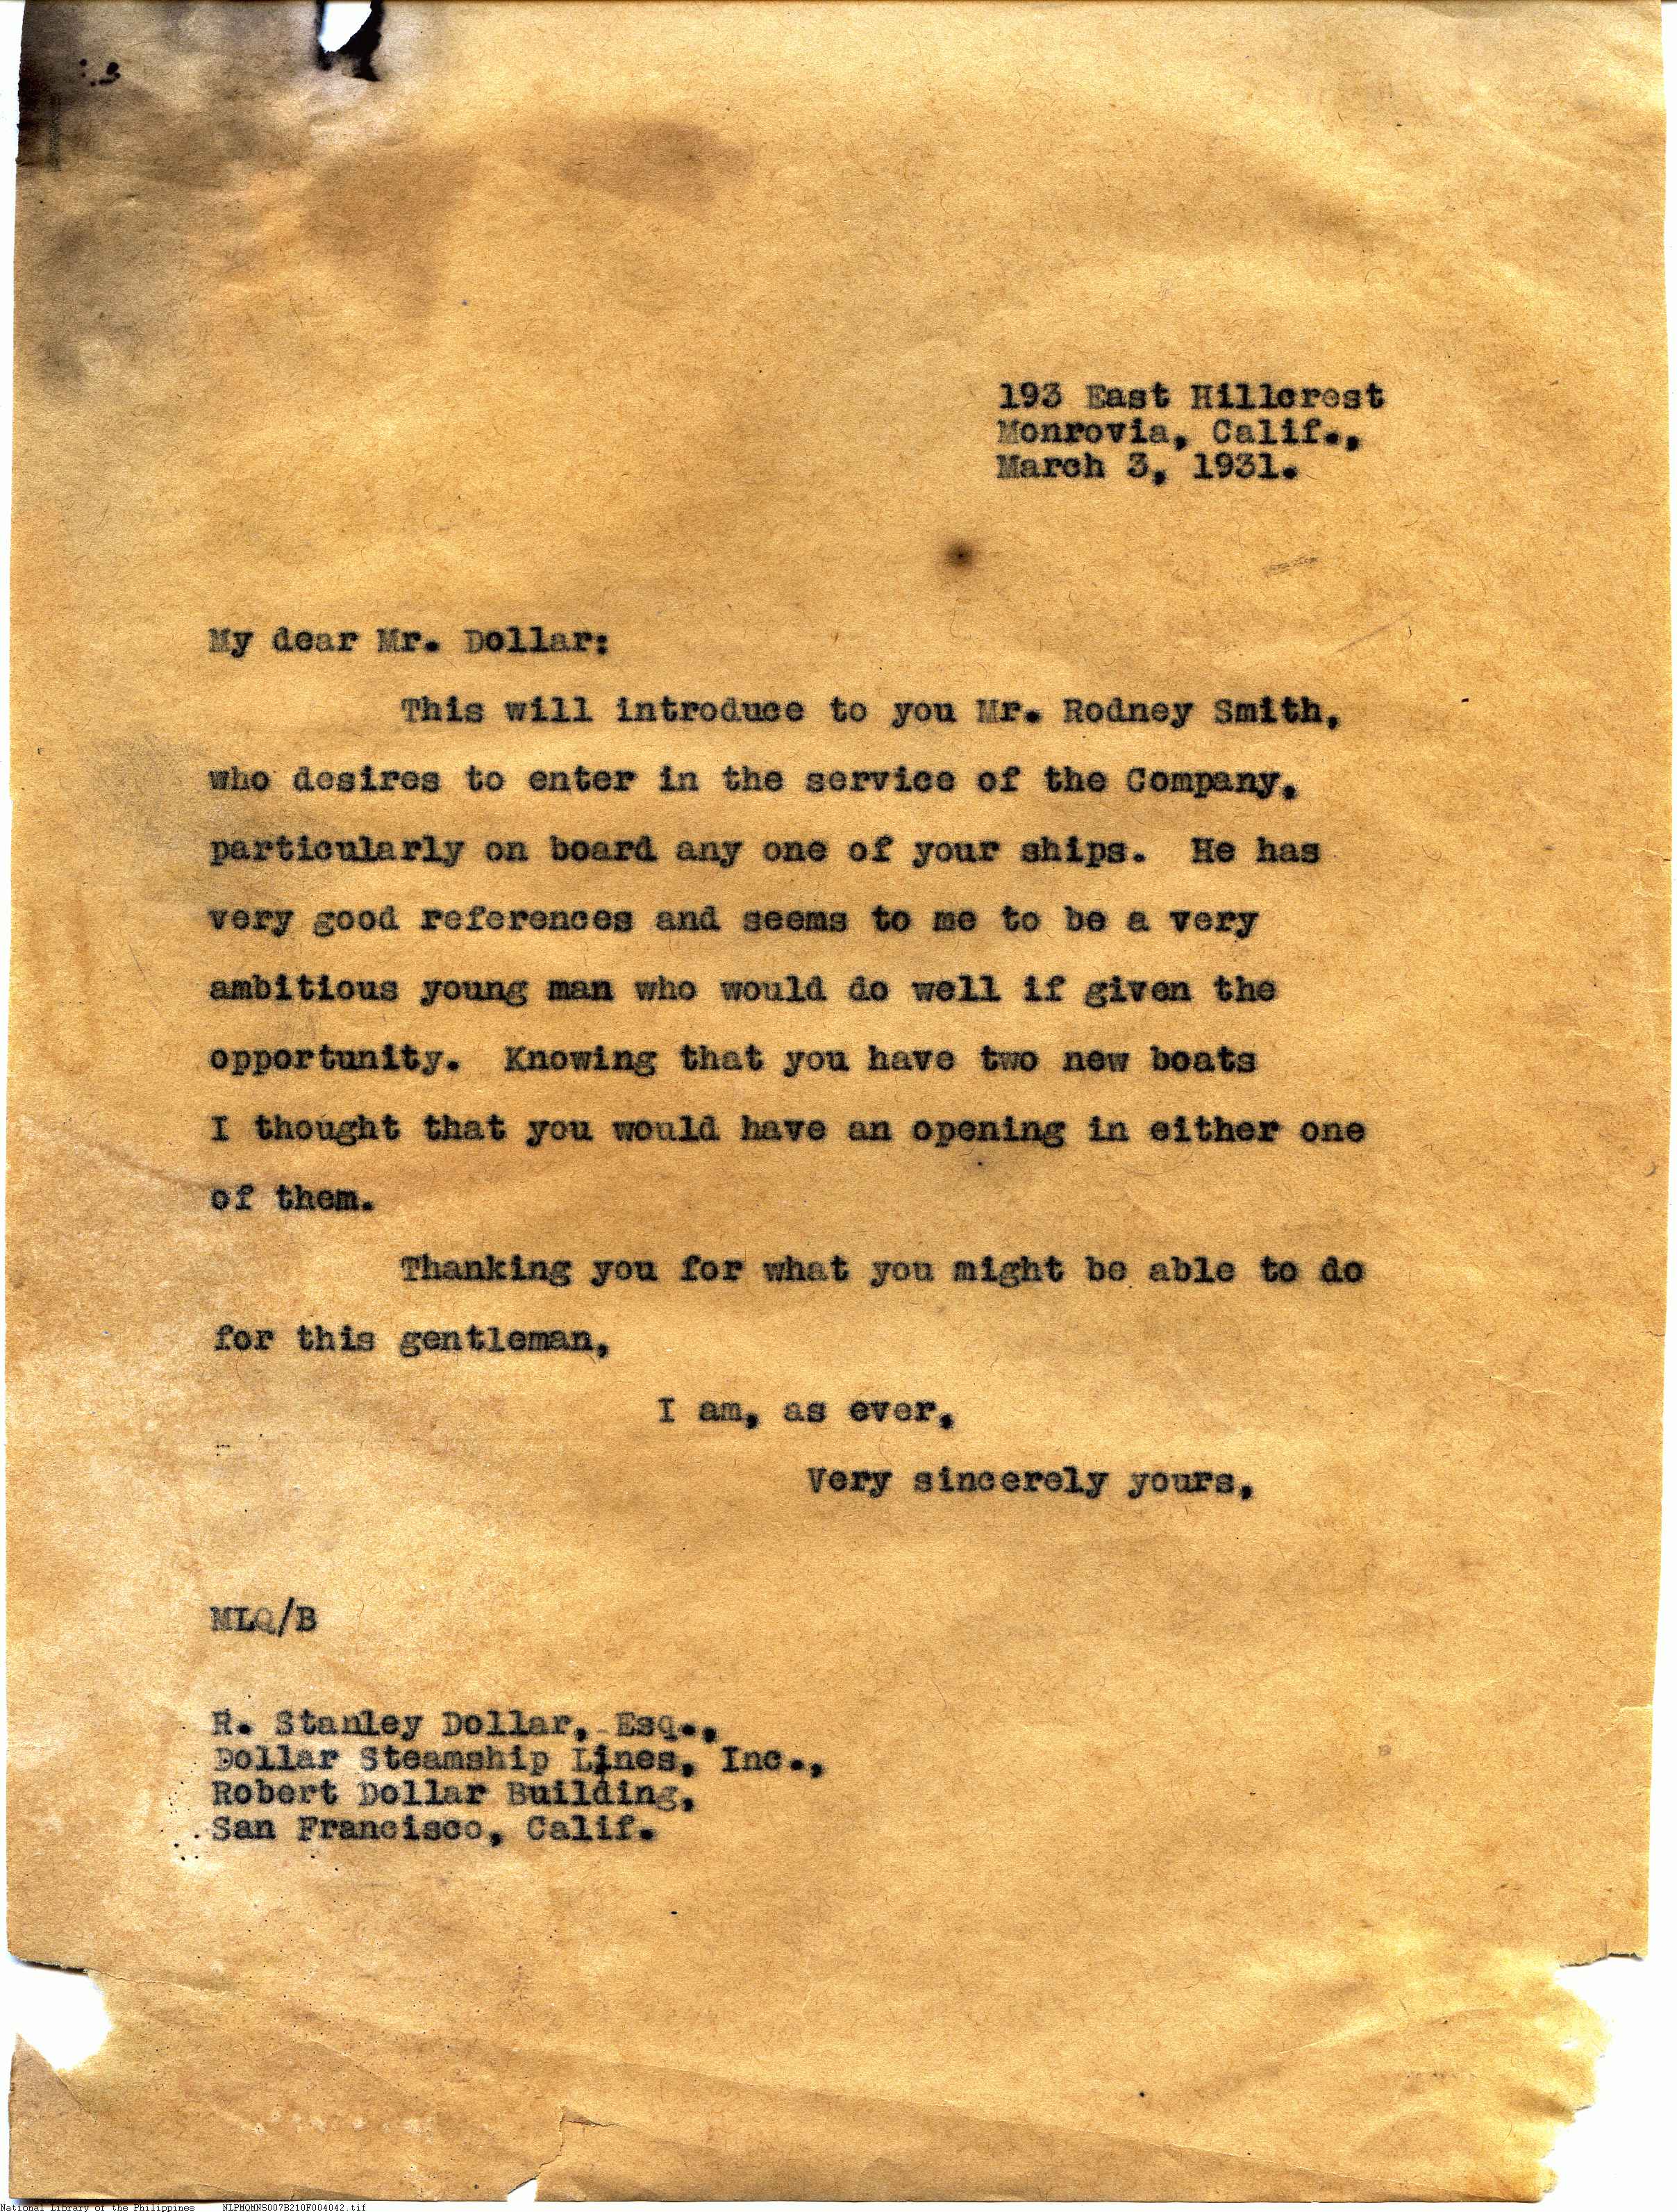 193 East Hillcrest
Monrovia, Calif.,
March 3, 1931.
My dear Mr. Dollar:
This will introduce to you Mr. Rodney Smith,
who desires to enter in the service of the Company,
particularly on board any one of your ships. He has
very good references and seems to me to be a very
ambitious young man who would do well if given the
opportunity. Knowing that you have two new boats
I thought that you would have an opening in either one
of them.
Thanking you for what you might be able to do
for this gentleman,
I am, as ever,
Very sincerely yours,
MLQ/B
R. Stanley Dollar, Esq.,
Dollar Steamship Lines, Inc.,
Robert Dollar Building,
San Francisco, Calif.
National Library of the Philippines NLPMQMNS007B210F004042.tif